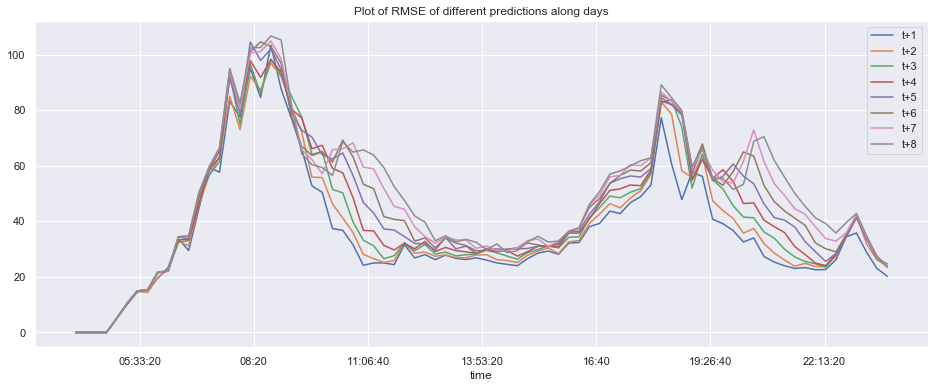 Plot of RMSE of different predictions along days
t+1
t+2
t+3
t+4
t+5
t+6
t+7
t+8
100
80
60
40
20
0
05:33:20 08:20 11:06:40 13:53:20 16:40 19:26:40 22:13:20
time